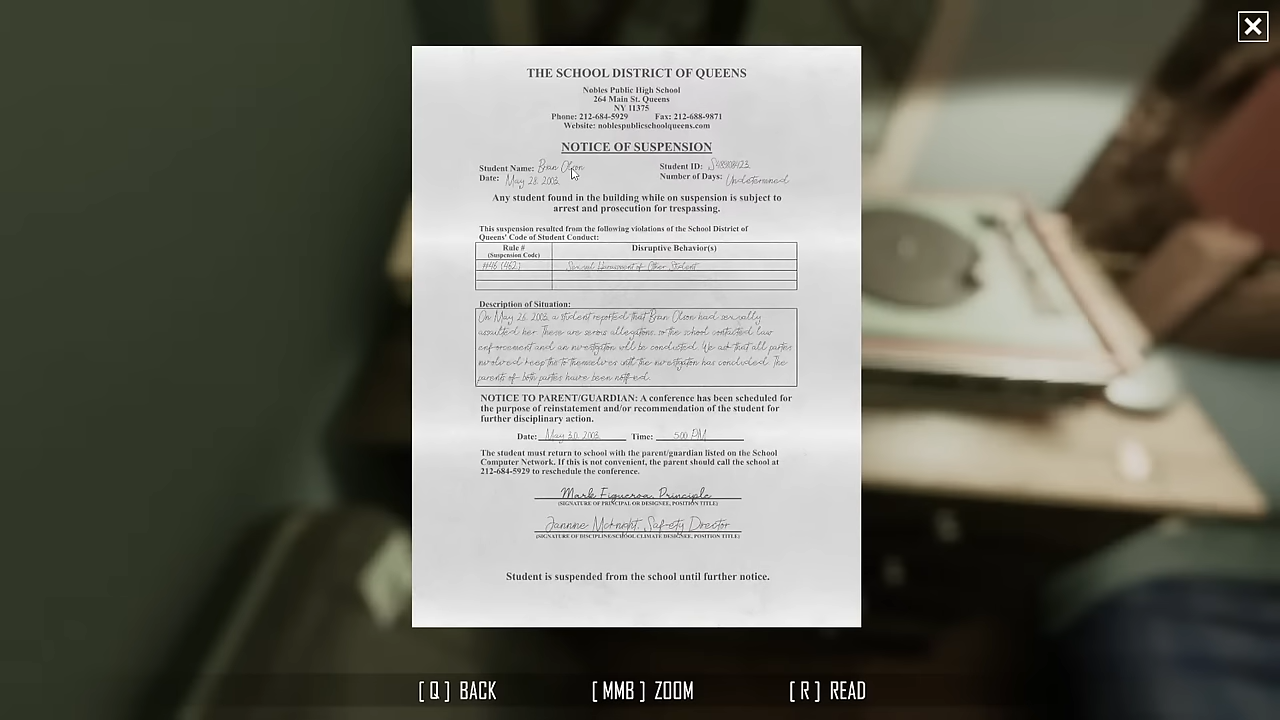 THE SCHOOL DISTRICT OF QUEENS
Nobles Public High School
264 Main St. Queens
NY 11375
Phone: 212-684-5929 Fax: 212-688-9871
Website: noblespublicschoolqueens.com
NOTICE OF SUSPENSION
Student Name: Brian Olson Student ID:
Date: May 28, 2003 Number of Days: Undetermined
Any student found in the building while on suspension is subject to
arrest and prosecution for trespassing.
This suspension resulted from the following violations of the School District of
Queens' Code of Student Conduct:
Rule # Disruptive Behavior(s)
(Suspension Code)
#46 (462) Sexual Harassment of Other Student
Description of Situation:
On May 26, 2003, a student reported that Brian Olson had sexually
assaulted her. These are serious allegations, so the school contacted law
enforcement and an investigation will be conducted. We ask that all parties
involved keep this to themselves until the investigation has concluded. The
parents of both parties have been notified.
NOTICE TO PARENT/GUARDIAN: A conference has been scheduled for
the purpose of reinstatement and/or recommendation of the student for
further disciplinary action.
Date: May 30, 2003 Time: 5:00 PM
The student must return to school with the parent/guardian listed on the School
Computer Network. If this is not convenient, the parent should call the school at
212-684-5929 to reschedule the conference.
Mark Figueroa, Principle
(SIGNATURE OF PRINCIPAL OR DESIGNEE, POSITION TITLE)
Jannine McKnight, Safety Director
(SIGNATURE OF DISCIPLINE/SCHOOL CLIMATE DESIGNEE, POSITION TITLE)
Student is suspended from the school until further notice.
[ Q ] BACK [ MMB ] ZOOM [ R ] READ